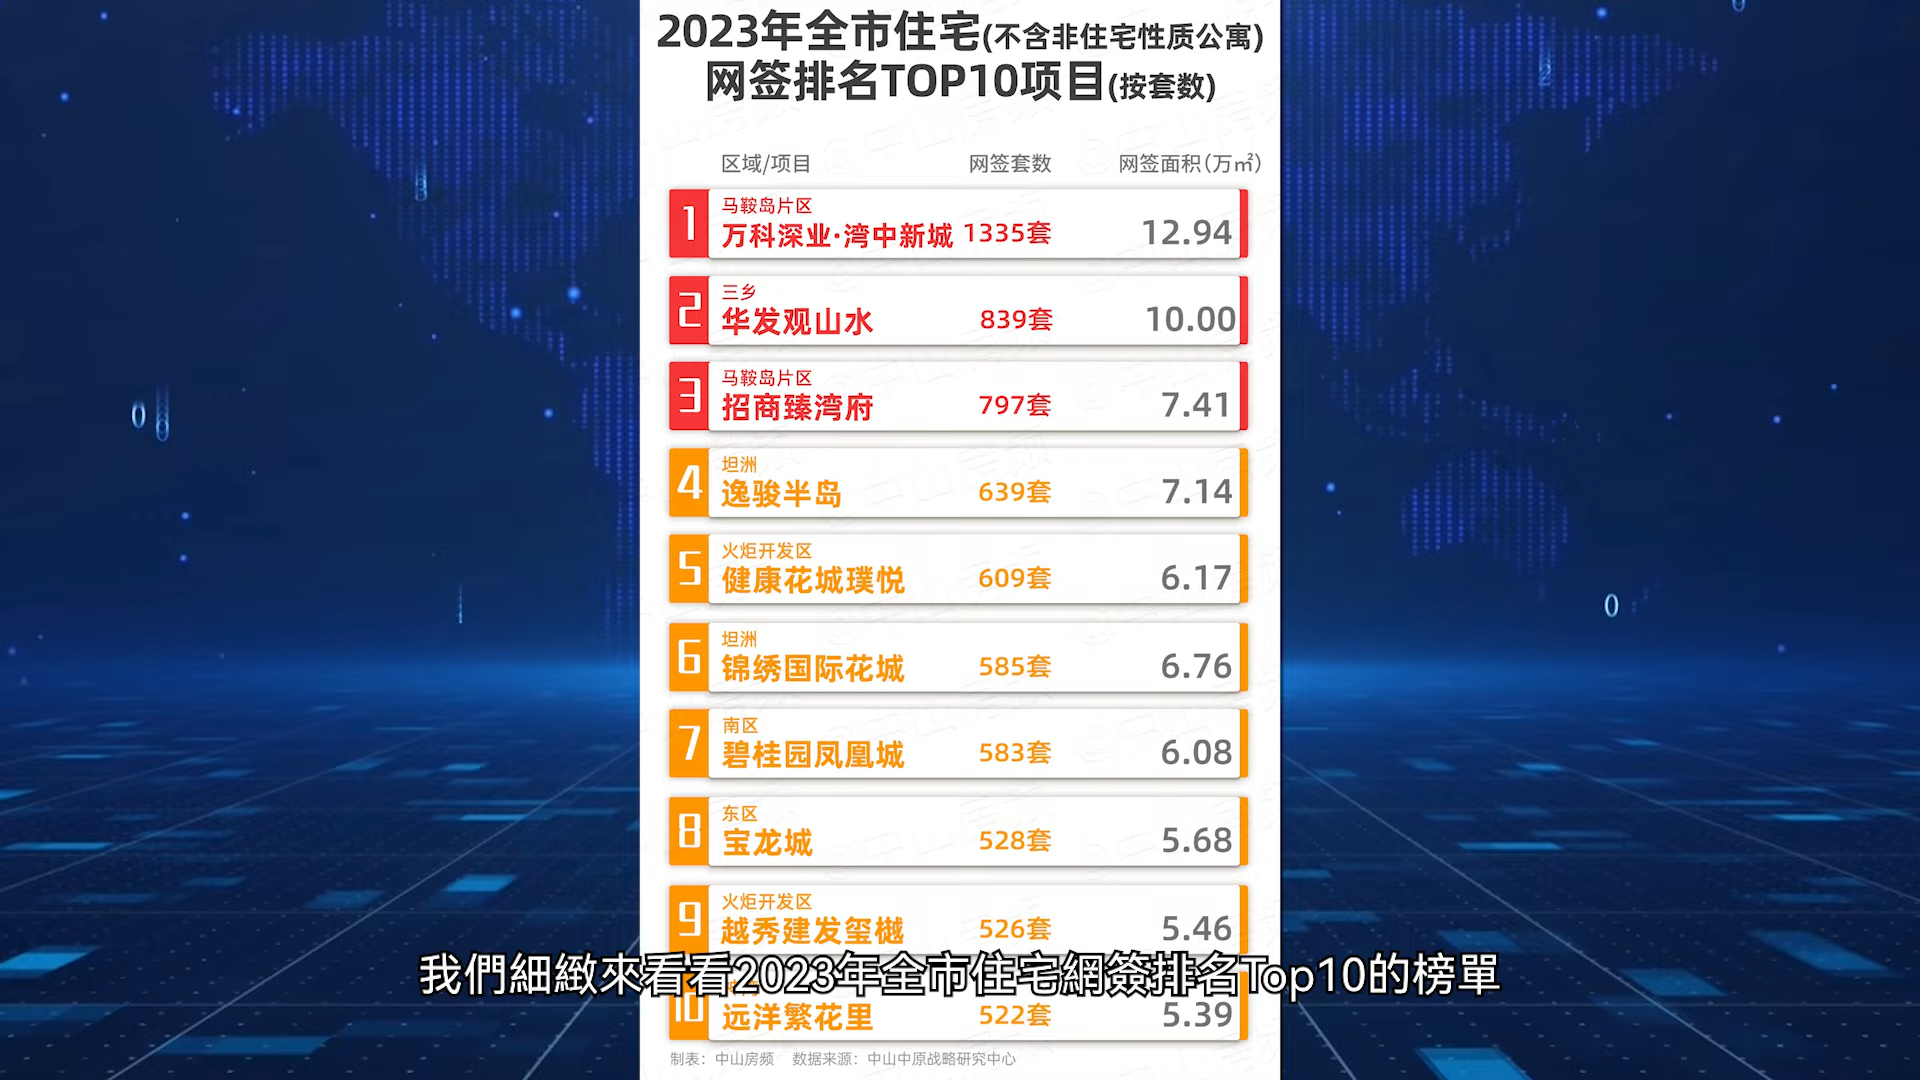 2023年全市住宅(不含非住宅性质公寓)
网签排名TOP10项目(按套数)
区域/项目 网签套数 网签面积(万㎡)
1 马鞍岛片区
万科深业·湾中新城 1335套 12.94
2 三乡
华发观山水 839套 10.00
3 马鞍岛片区
招商臻湾府 797套 7.41
4 坦洲
逸骏半岛 639套 7.14
5 火炬开发区
健康花城璞悦 609套 6.17
6 坦洲
锦绣国际花城 585套 6.76
7 南区
碧桂园凤凰城 583套 6.08
8 东区
宝龙城 528套 5.68
9 火炬开发区
越秀建发玺樾 526套 5.46
我們細緻來看看2023年全市住宅網簽排名Top10的榜單
10 远洋繁花里 522套 5.39
制表：中山房频 数据来源：中山中原战略研究中心